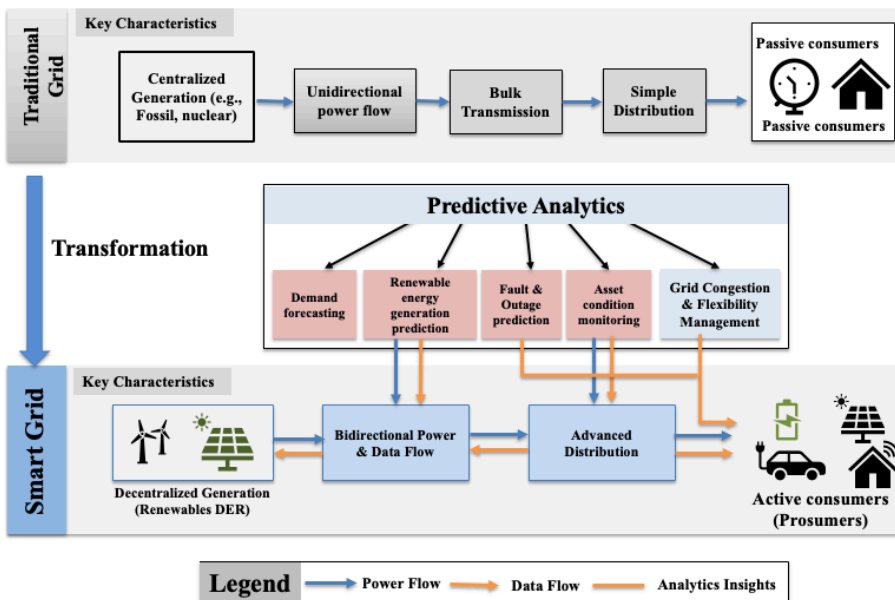 Traditional
Grid
Key Characteristics
Centralized
Generation (e.g.,
Fossil, nuclear)
Unidirectional
power flow
Bulk
Transmission
Simple
Distribution
Passive consumers
Passive consumers
Transformation
Predictive Analytics
Demand
forecasting
Renewable
energy
generation
prediction
Fault &
Outage
prediction
Asset
condition
monitoring
Grid Congestion
& Flexibility
Management
Smart Grid
Key Characteristics
Decentralized Generation
(Renewables DER)
Bidirectional Power
& Data Flow
Advanced
Distribution
Active consumers
(Prosumers)
Legend
Power Flow
Data Flow
Analytics Insights